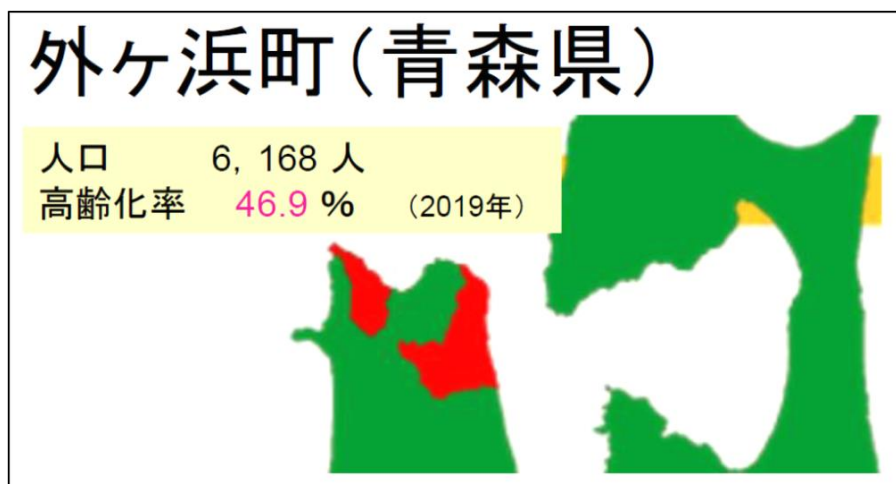 外ヶ浜町（青森県）
人口　6, 168 人
高齢化率　46.9 %　（2019年）